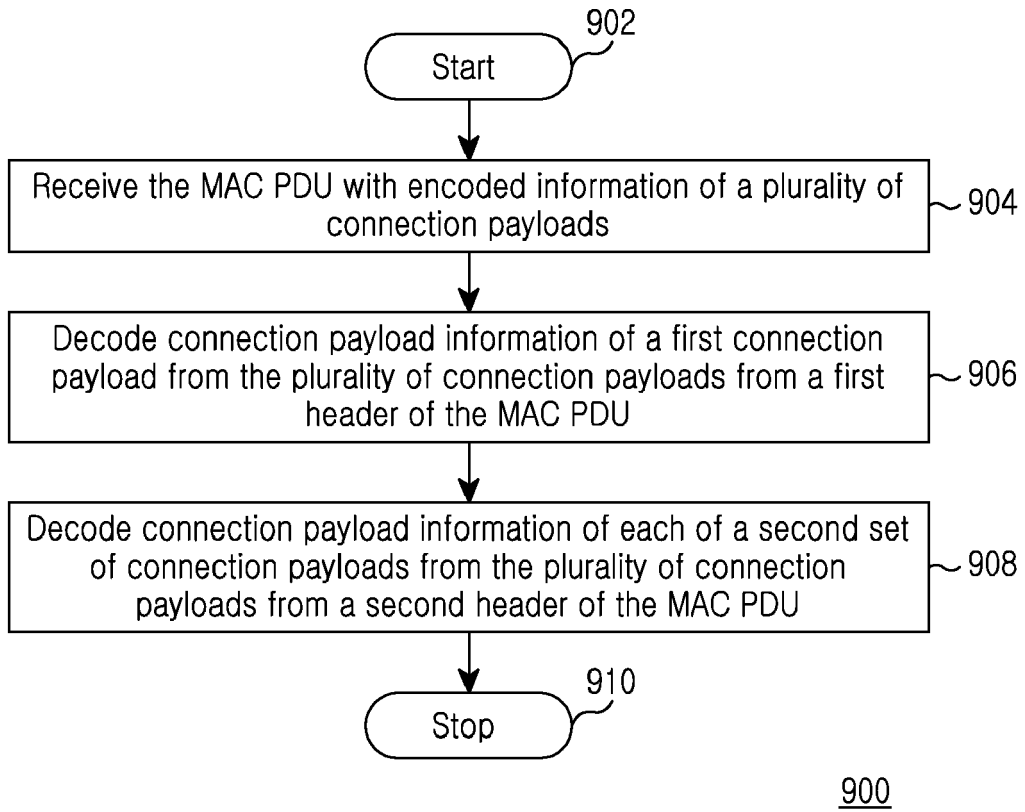 902
Start
Receive the MAC PDU with encoded information of a plurality of
connection payloads
904
Decode connection payload information of a first connection
payload from the plurality of connection payloads from a first
header of the MAC PDU
906
Decode connection payload information of each of a second set
of connection payloads from the plurality of connection
payloads from a second header of the MAC PDU
908
910
Stop
900